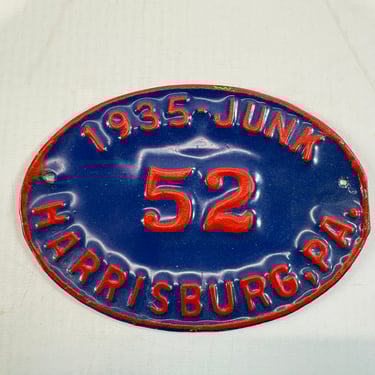 1935-JUNK
52
HARRISBURG, PA.